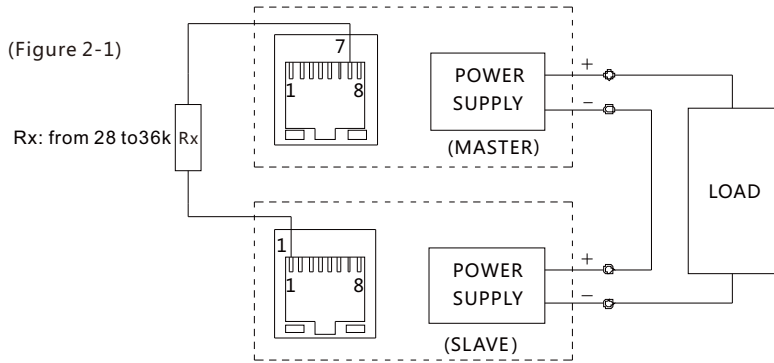 (Figure 2-1)
7
1 8
POWER
SUPPLY
+
−
(MASTER)
Rx: from 28 to36k
Rx
LOAD
1
1 8
POWER
SUPPLY
+
−
(SLAVE)